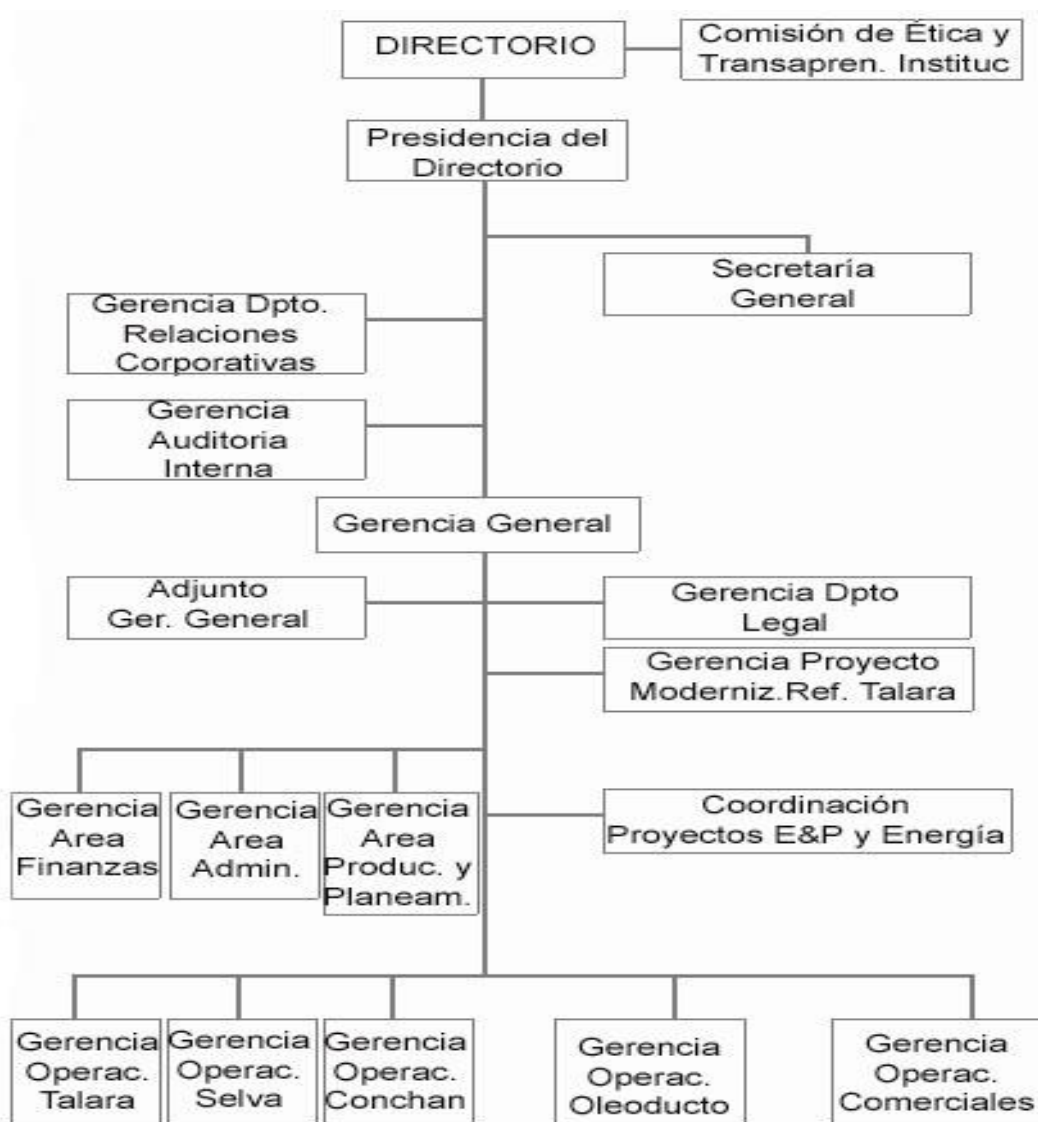 DIRECTORIO
Comisión de Ética y
Transapren. Instituc
Presidencia del
Directorio
Secretaría
General
Gerencia Dpto.
Relaciones
Corporativas
Gerencia
Auditoria
Interna
Gerencia General
Adjunto
Ger. General
Gerencia Dpto
Legal
Gerencia Proyecto
Moderniz.Ref. Talara
Gerencia
Area
Finanzas
Gerencia
Area
Admin.
Gerencia
Area
Produc. y
Planeam.
Coordinación
Proyectos E&P y Energía
Gerencia
Operac.
Talara
Gerencia
Operac.
Selva
Gerencia
Operac.
Conchan
Gerencia
Operac.
Oleoducto
Gerencia
Operac.
Comerciales